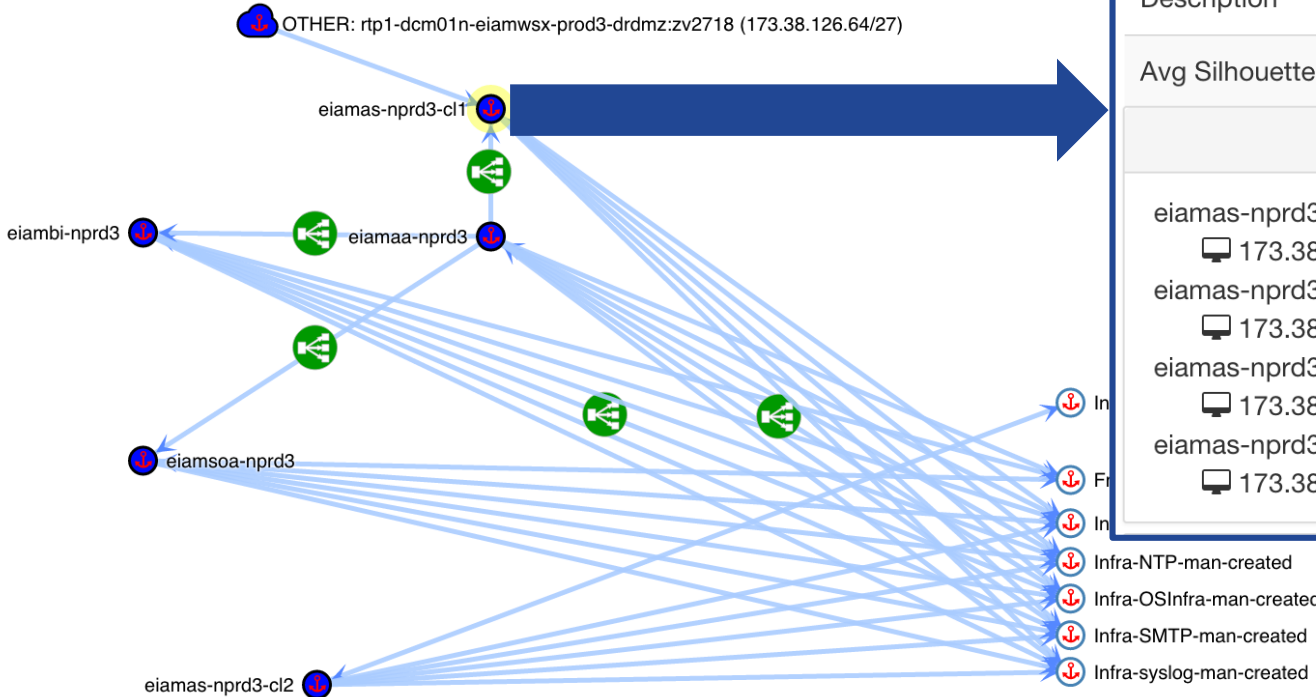 Description
OTHER: rtp1-dcm01n-eiamwsx-prod3-drdmz:zv2718 (173.38.126.64/27)
Avg Silhouette
eiamas-nprd3-cl1
eiamas-nprd3
173.38
eiambi-nprd3
eiamaa-nprd3
eiamas-nprd3
173.38
eiamas-nprd3
173.38
In
eiamas-nprd3
eiamsoa-nprd3
Fr
173.38
In
Infra-NTP-man-created
Infra-OSInfra-man-created
Infra-SMTP-man-created
Infra-syslog-man-created
eiamas-nprd3-cl2